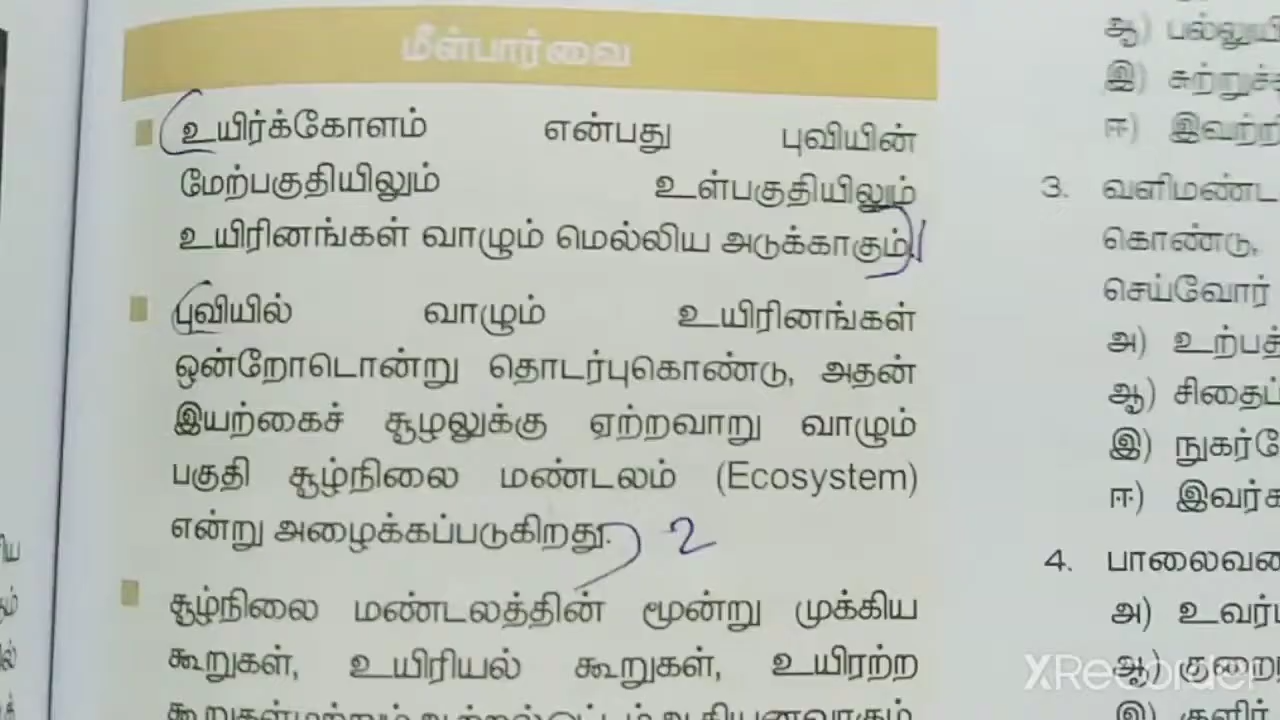 மீள்பார்வை
உயிர்க்கோளம் என்பது புவியின்
மேற்பகுதியிலும் உள்பகுதியிலும்
உயிரினங்கள் வாழும் மெல்லிய அடுக்காகும். 1
புவியில் வாழும் உயிரினங்கள்
ஒன்றோடொன்று தொடர்புகொண்டு, அதன்
இயற்கைச் சூழலுக்கு ஏற்றவாறு வாழும்
பகுதி சூழ்நிலை மண்டலம் (Ecosystem)
என்று அழைக்கப்படுகிறது. 2
சூழ்நிலை மண்டலத்தின் மூன்று முக்கிய
கூறுகள், உயிரியல் கூறுகள், உயிரற்ற
ஆ)
இ)
ஈ)
3. வளிமண்ட
கொண்டு,
செய்வோர்
அ) உற்பத்
ஆ) சிதைப்
இ) நுகர்
ஈ) இவர்க
4. பாலைவன
அ) உவர்ப
ஆ) குறை
இ) குளிர்
XRecorder